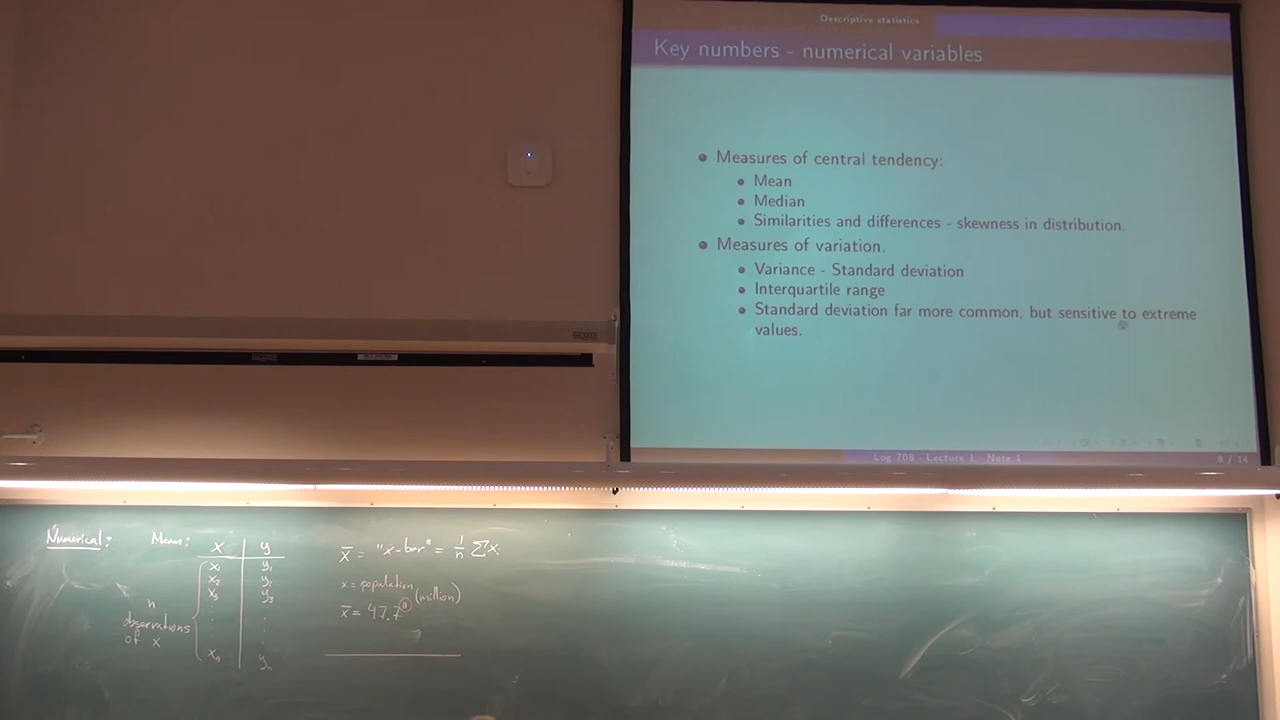 Descriptive statistics
Key numbers - numerical variables
Measures of central tendency:
Mean
Median
Similarities and differences - skewness in distribution.
Measures of variation.
Variance - Standard deviation
Interquartile range
Standard deviation far more common, but sensitive to extreme
values.
Log 708 - Lecture 1 - Note 1
8 / 14
Numerical: Mean:
x y
x̄ = "x-bar" = 1/n Σxᵢ
x₁ y₁
x₂ y₂
x₃ y₃
n
observations
of x
xₙ yₙ
x = population
(million)
x̄ = 47.7